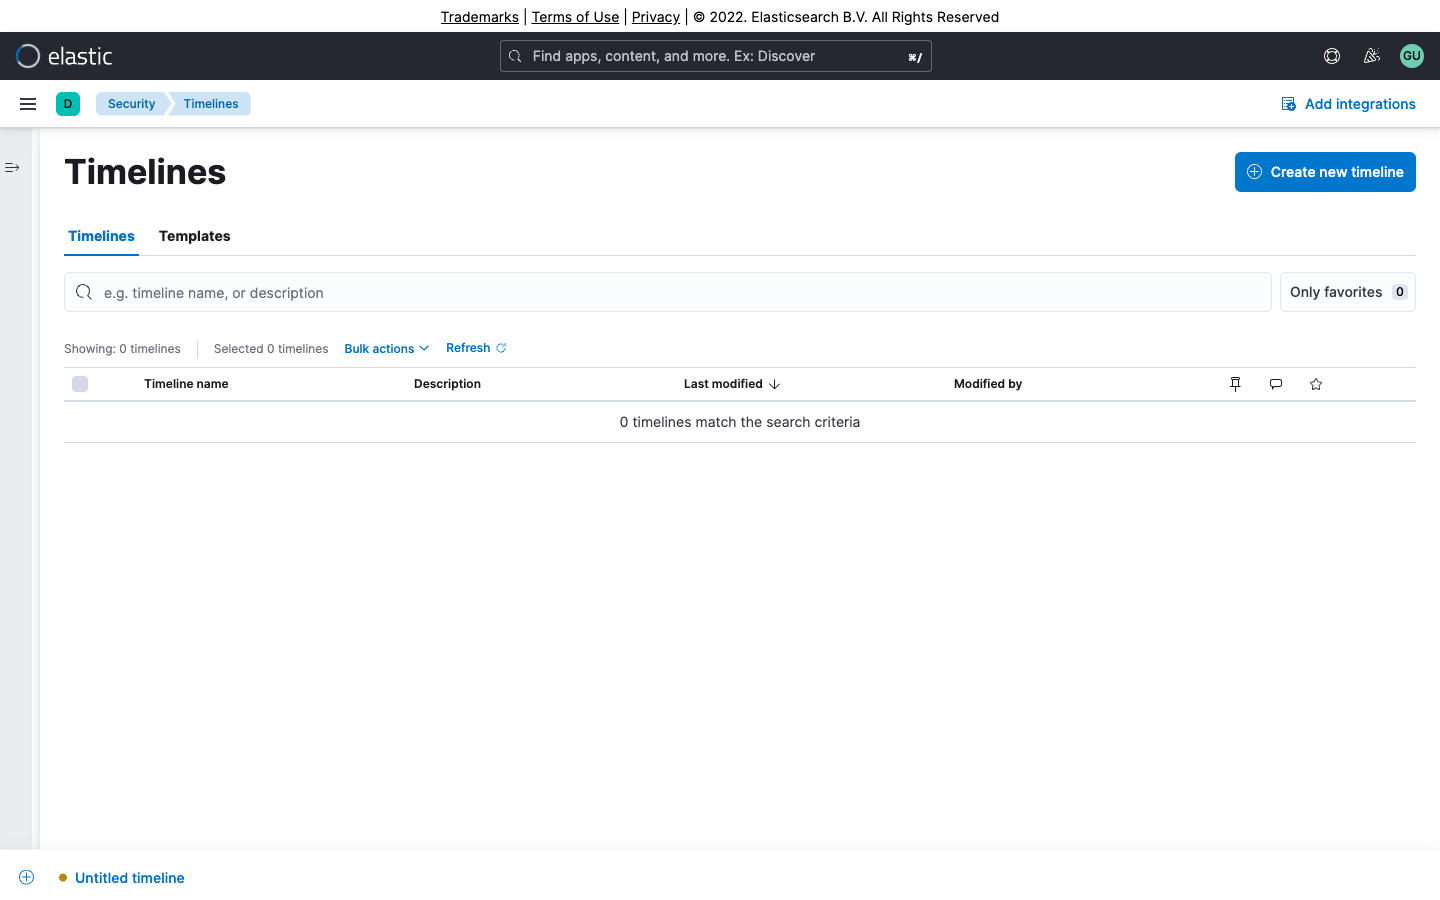 Trademarks | Terms of Use | Privacy | © 2022. Elasticsearch B.V. All Rights Reserved
elastic
Find apps, content, and more. Ex: Discover
⌘/
GU
D
Security
Timelines
Add integrations
Timelines
Create new timeline
Timelines
Templates
e.g. timeline name, or description
Only favorites 0
Showing: 0 timelines
Selected 0 timelines
Bulk actions
Refresh
Timeline name
Description
Last modified
Modified by
0 timelines match the search criteria
Untitled timeline